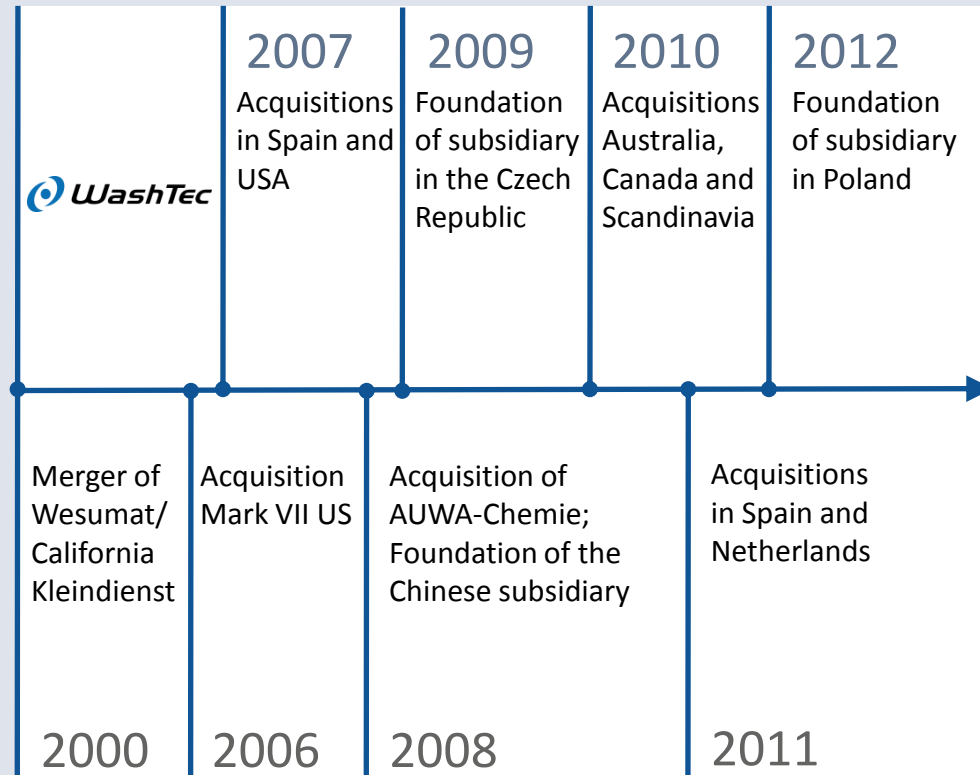 WashTec
2007
Acquisitions
in Spain and
USA
2009
Foundation
of subsidiary
in the Czech
Republic
2010
Acquisitions
Australia,
Canada and
Scandinavia
2012
Foundation
of subsidiary
in Poland
Merger of
Wesumat/
California
Kleindienst
2000
Acquisition
Mark VII US
2006
Acquisition of
AUWA-Chemie;
Foundation of the
Chinese subsidiary
2008
Acquisitions
in Spain and
Netherlands
2011